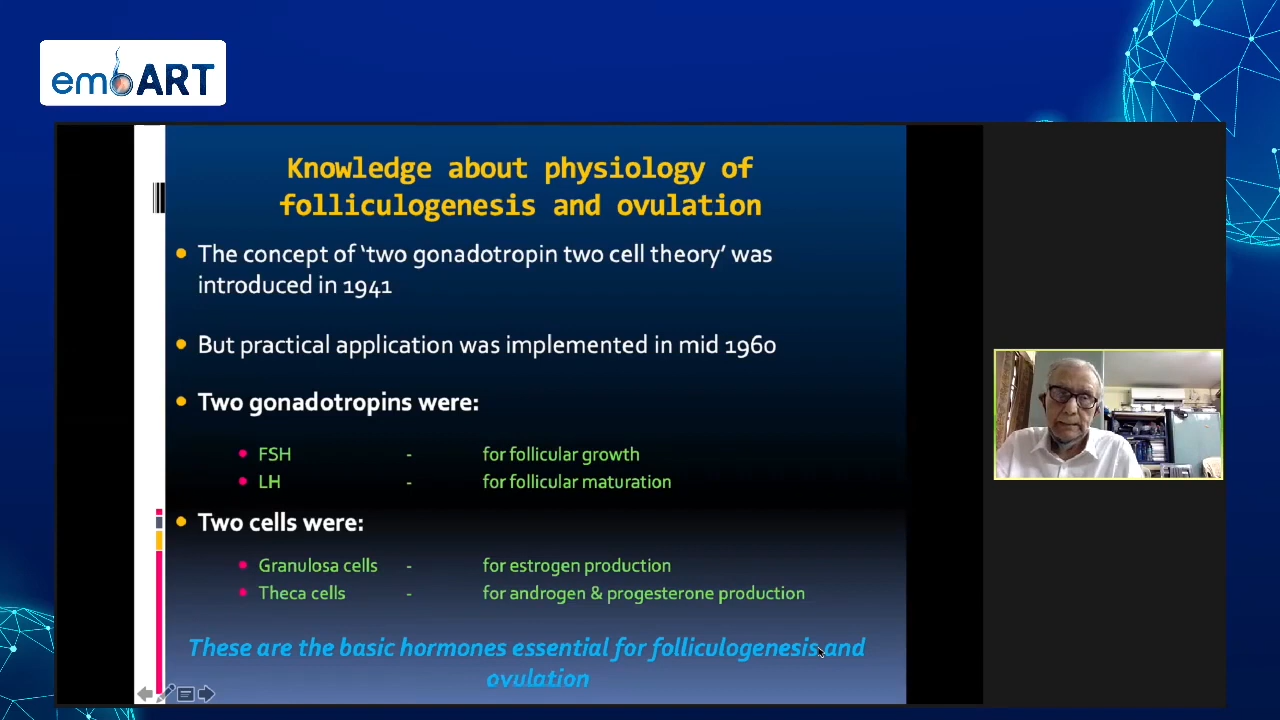 embART
Knowledge about physiology of
folliculogenesis and ovulation
The concept of ‘two gonadotropin two cell theory’ was
introduced in 1941
But practical application was implemented in mid 1960
Two gonadotropins were:
FSH - for follicular growth
LH - for follicular maturation
Two cells were:
Granulosa cells - for estrogen production
Theca cells - for androgen & progesterone production
These are the basic hormones essential for folliculogenesis and
ovulation